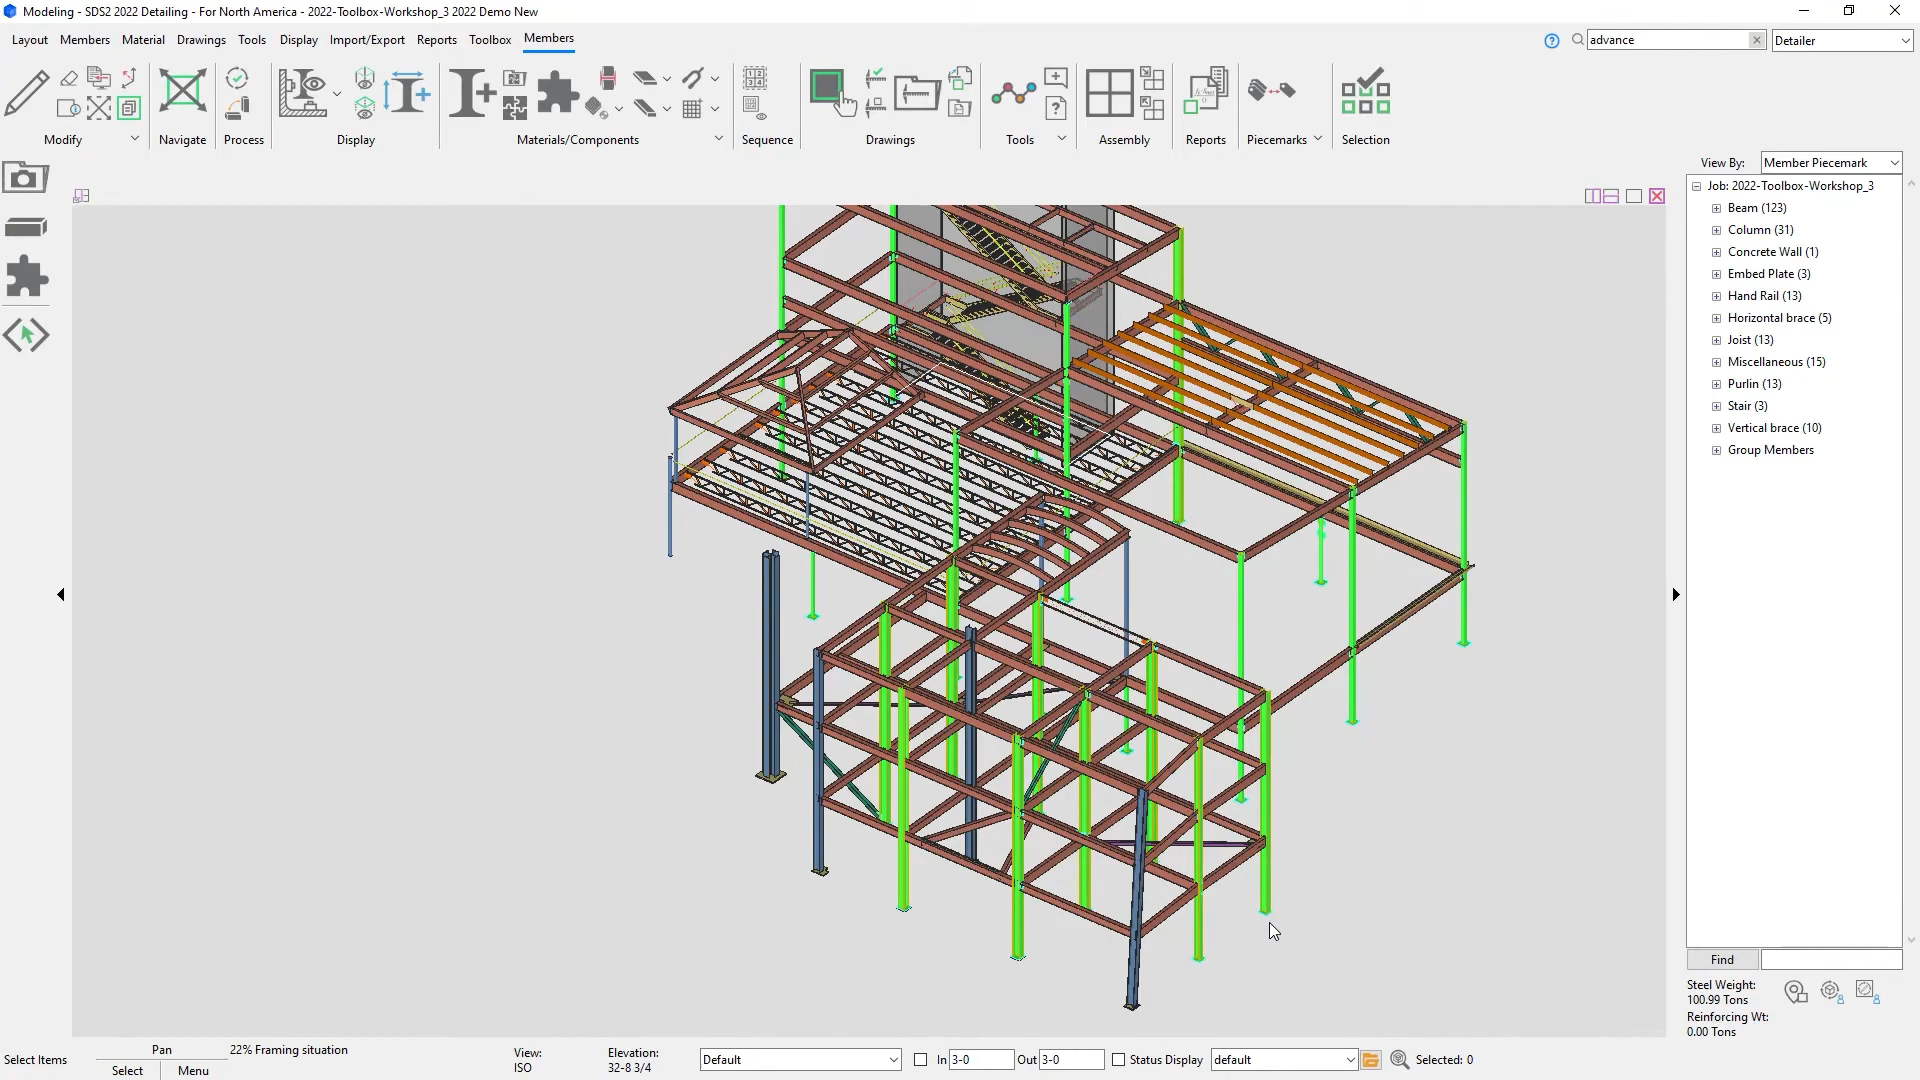 Modeling - SDS2 2022 Detailing - For North America - 2022-Toolbox-Workshop_3 2022 Demo New
Layout Members Material Drawings Tools Display Import/Export Reports Toolbox Members
advance
Detailer
Modify Navigate Process Display Materials/Components Sequence Drawings Tools Assembly Reports Piecemarks Selection
View By: Member Piecemark
Job: 2022-Toolbox-Workshop_3
Beam (123)
Column (31)
Concrete Wall (1)
Embed Plate (3)
Hand Rail (13)
Horizontal brace (5)
Joist (13)
Miscellaneous (15)
Purlin (13)
Stair (3)
Vertical brace (10)
Group Members
Find
Steel Weight:
100.99 Tons
Reinforcing Wt:
0.00 Tons
Select Items
Pan
Select Menu
22% Framing situation
View:
ISO
Elevation:
32-8 3/4
Default
In 3-0 Out 3-0 Status Display default Selected: 0